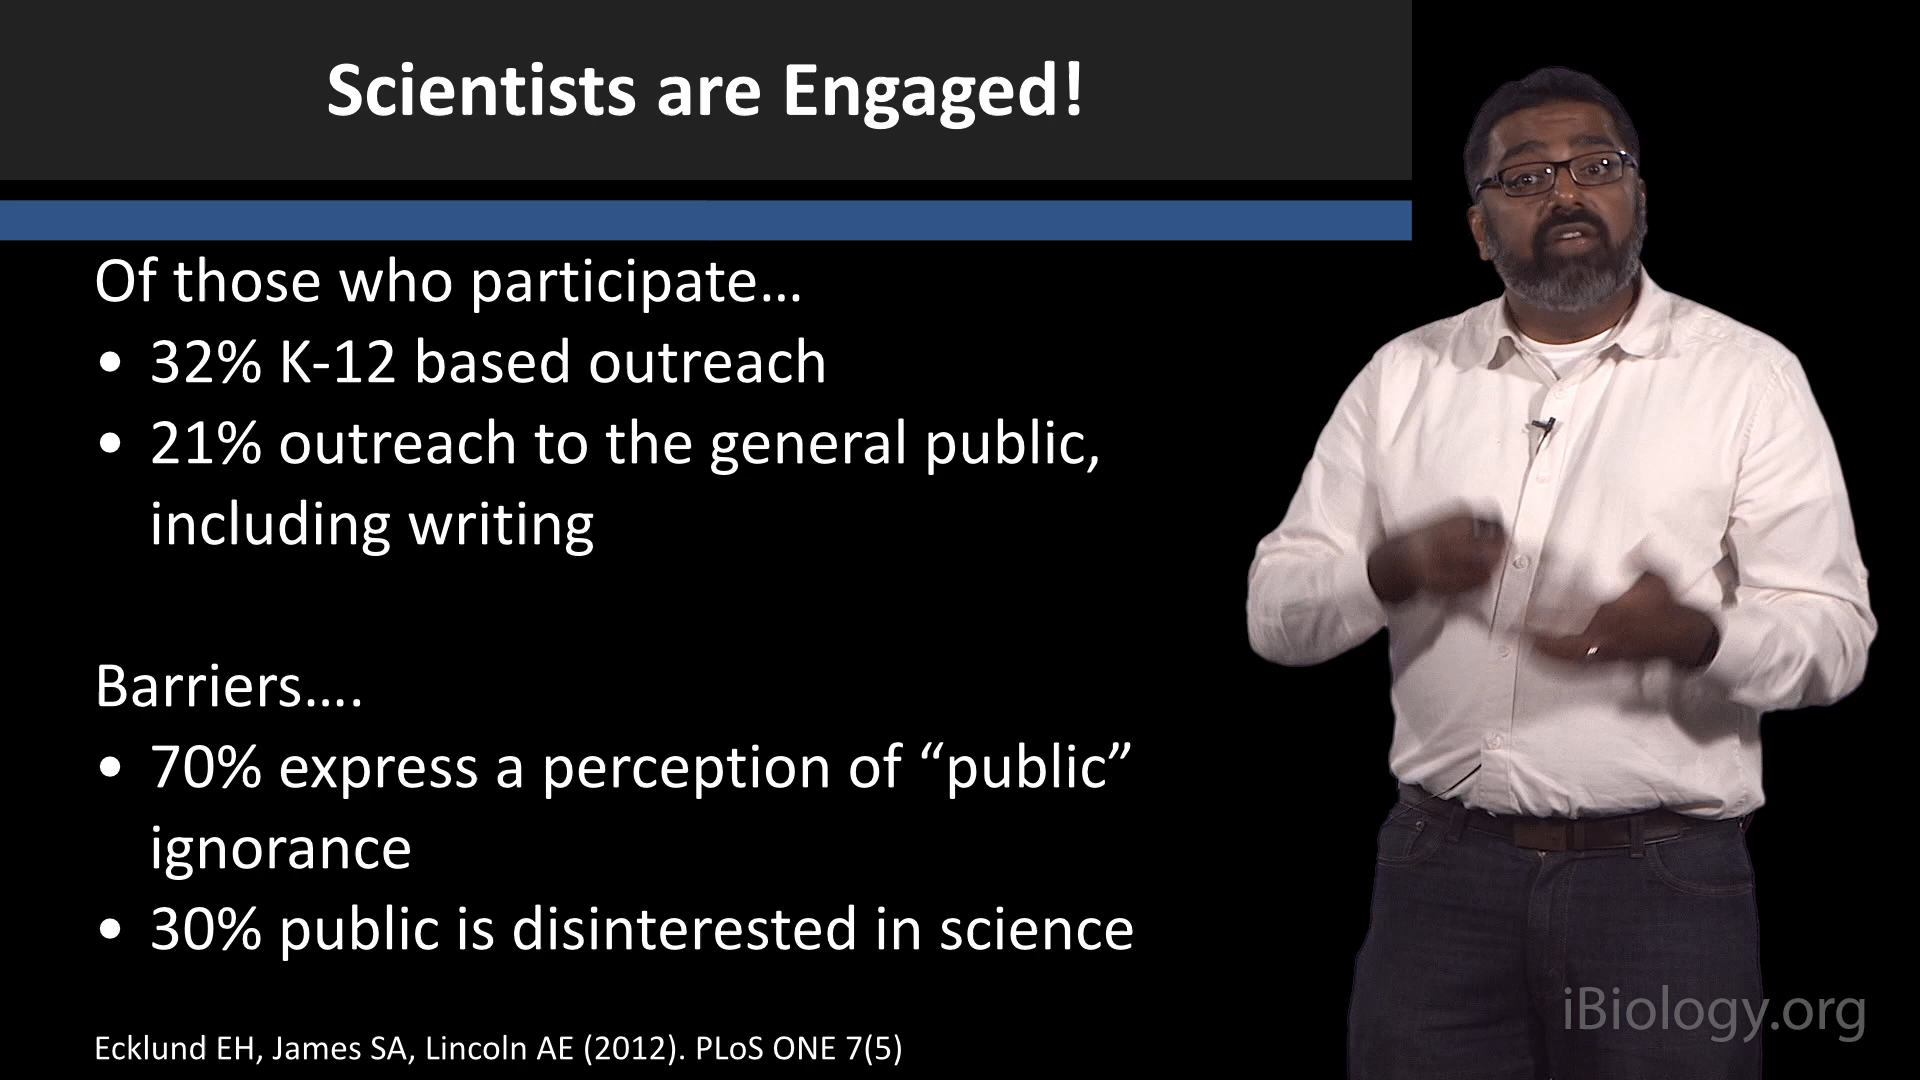 Scientists are Engaged!
Of those who participate…
• 32% K-12 based outreach
• 21% outreach to the general public,
including writing
Barriers….
• 70% express a perception of “public”
ignorance
• 30% public is disinterested in science
Ecklund EH, James SA, Lincoln AE (2012). PLoS ONE 7(5)
iBiology.org